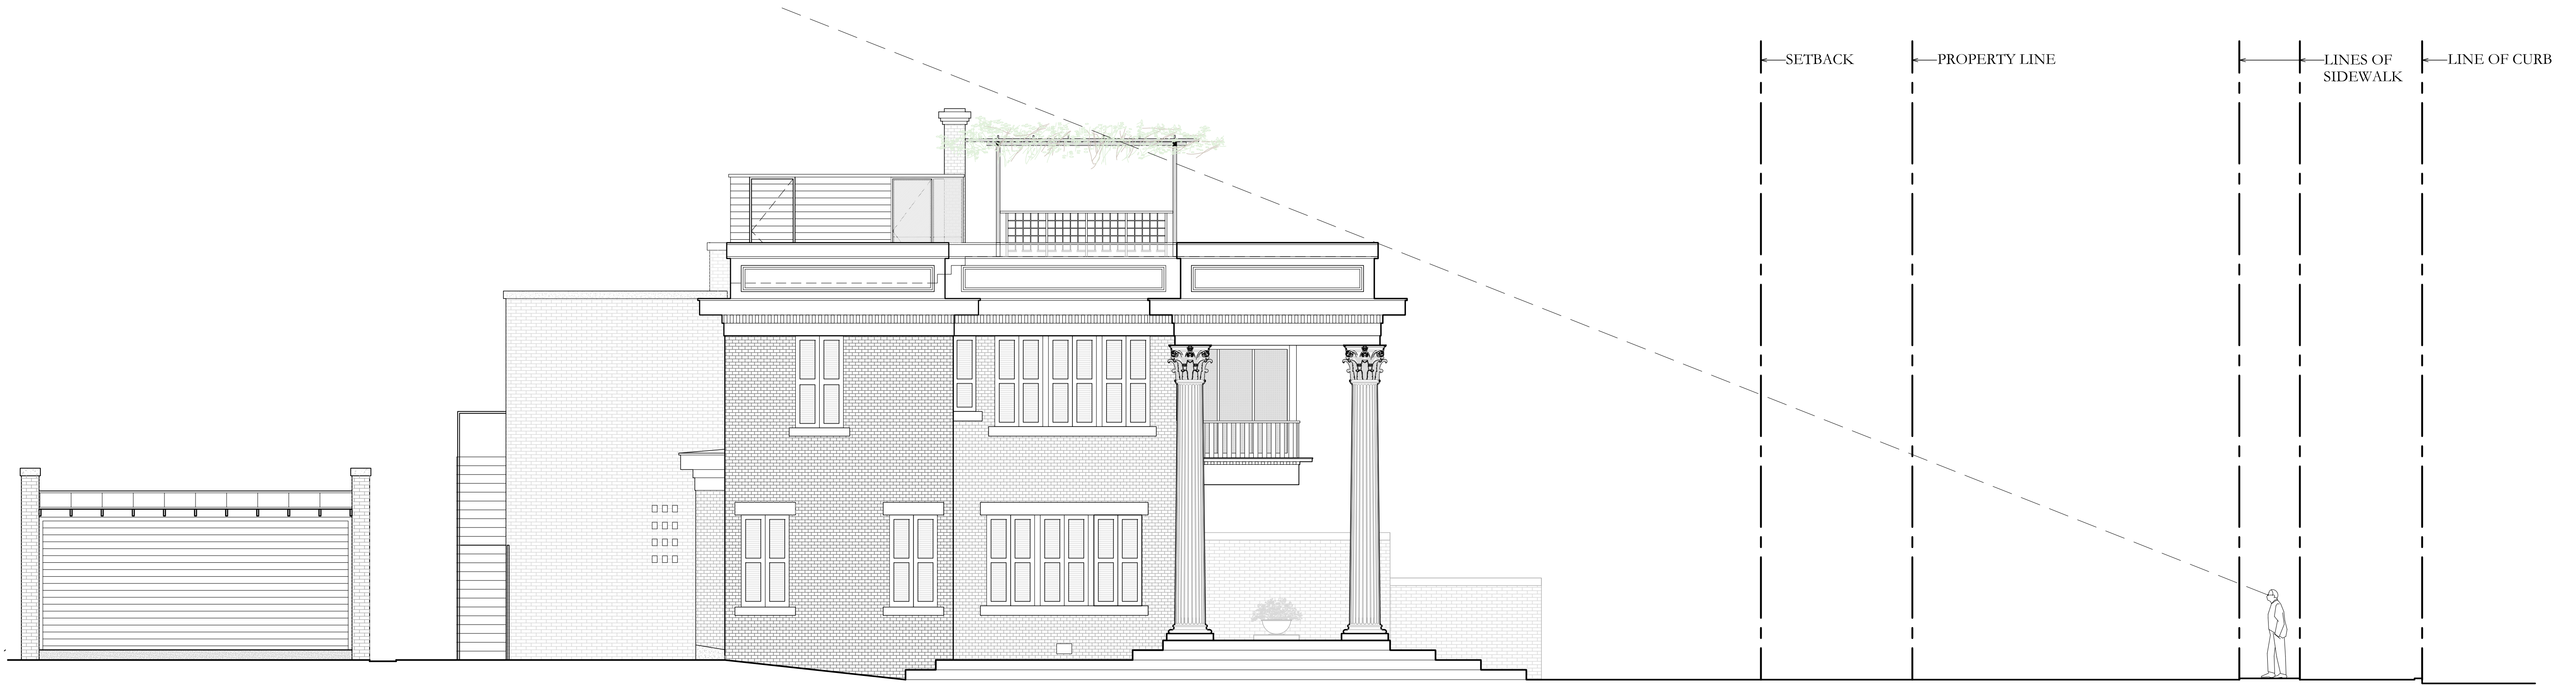 SETBACK
PROPERTY LINE
LINES OF
SIDEWALK
LINE OF CURB